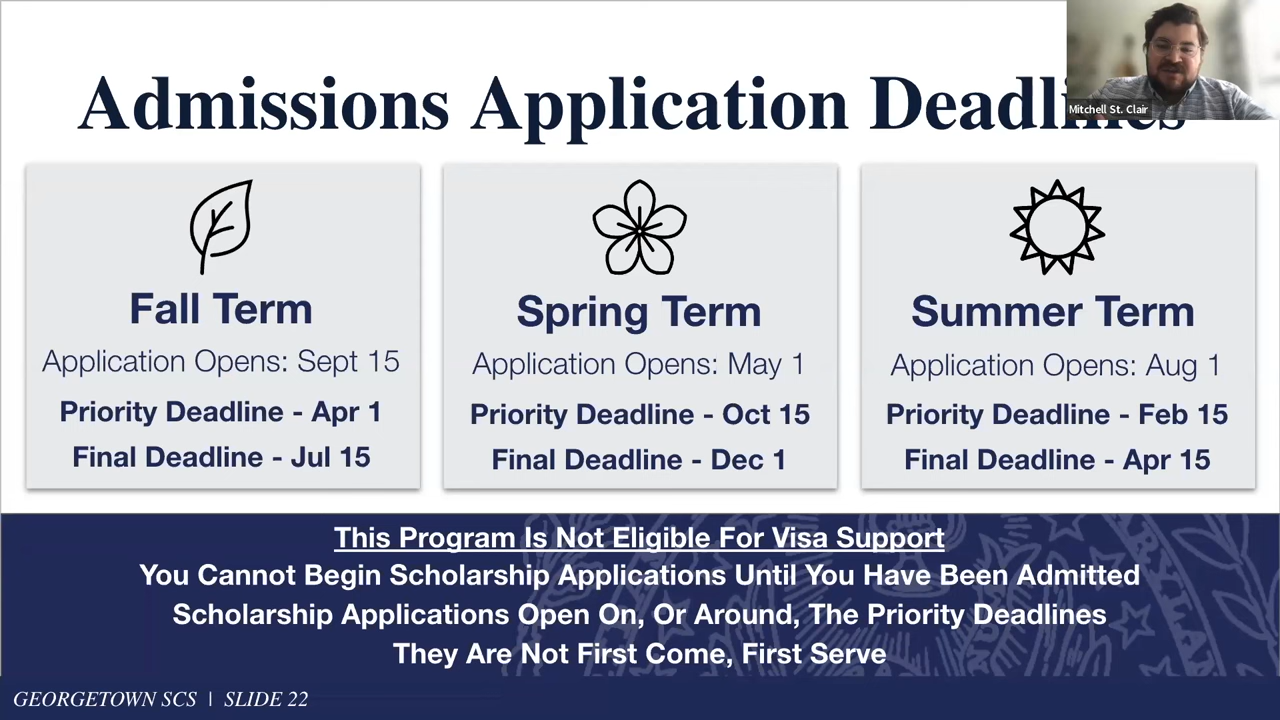 Admissions Application Deadlines
Mitchell St. Clair
Fall Term
Application Opens: Sept 15
Priority Deadline - Apr 1
Final Deadline - Jul 15
Spring Term
Application Opens: May 1
Priority Deadline - Oct 15
Final Deadline - Dec 1
Summer Term
Application Opens: Aug 1
Priority Deadline - Feb 15
Final Deadline - Apr 15
This Program Is Not Eligible For Visa Support
You Cannot Begin Scholarship Applications Until You Have Been Admitted
Scholarship Applications Open On, Or Around, The Priority Deadlines
They Are Not First Come, First Serve
GEORGETOWN SCS | SLIDE 22